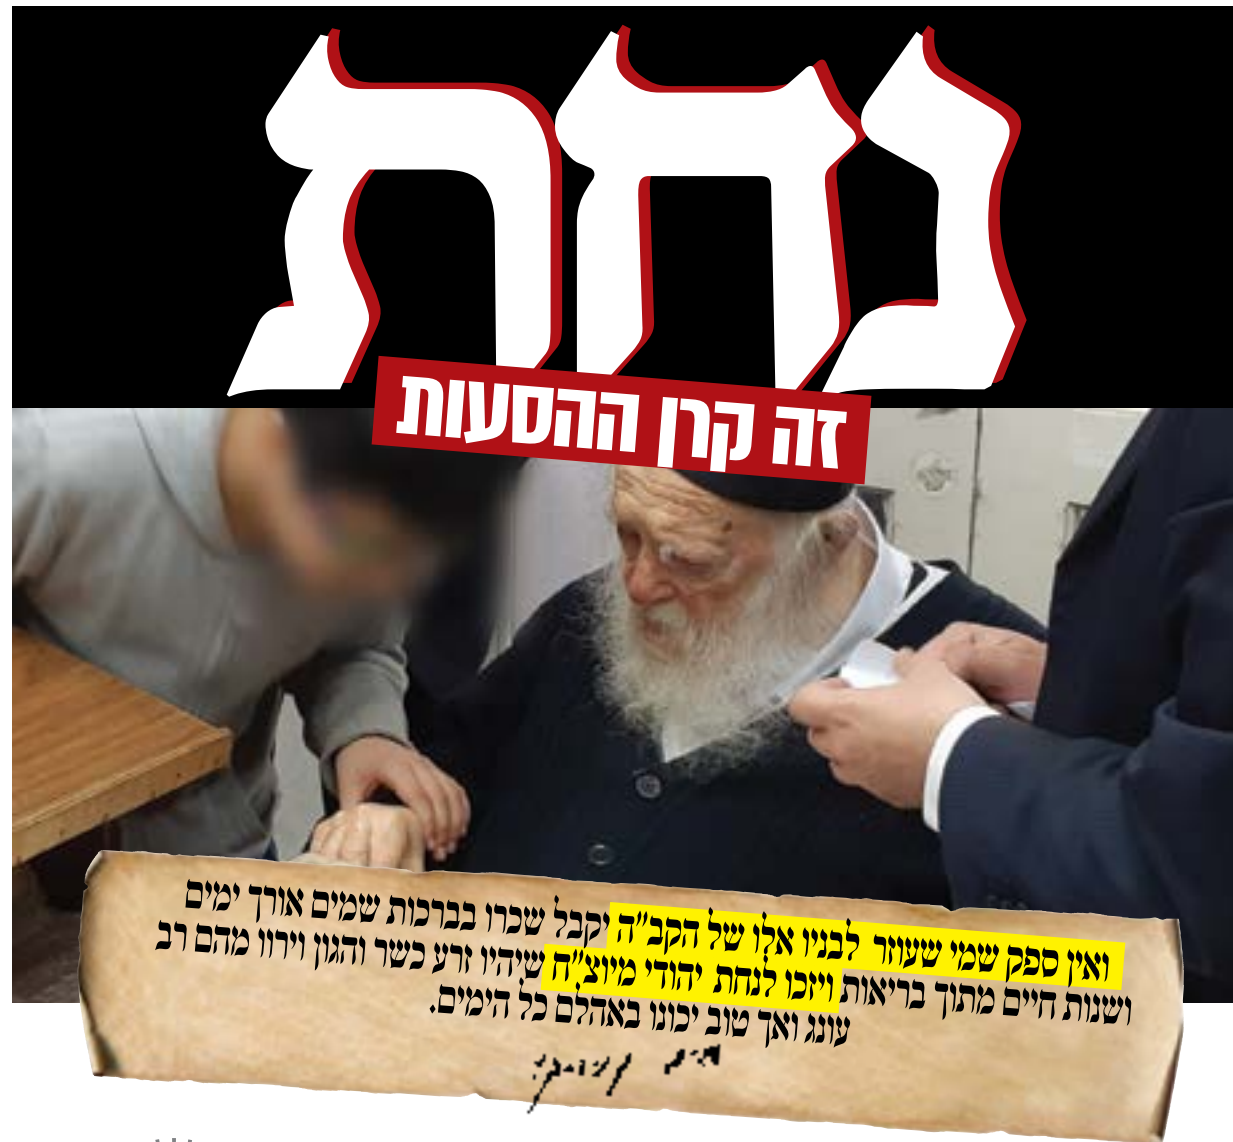 נחת
זה קרן ההסעות
ואין ספק שמי שעוזר לבניו אלו של הקב״ה יקבל שכרו בברכות שמים אורך ימים
ושנות חיים מתוך בריאות ויזכו לנחת יהודי מיוצ״ח שיהיו זרע כשר והגון וירוו מהם רב
עונג ואך טוב יכונו באהלם כל הימים.